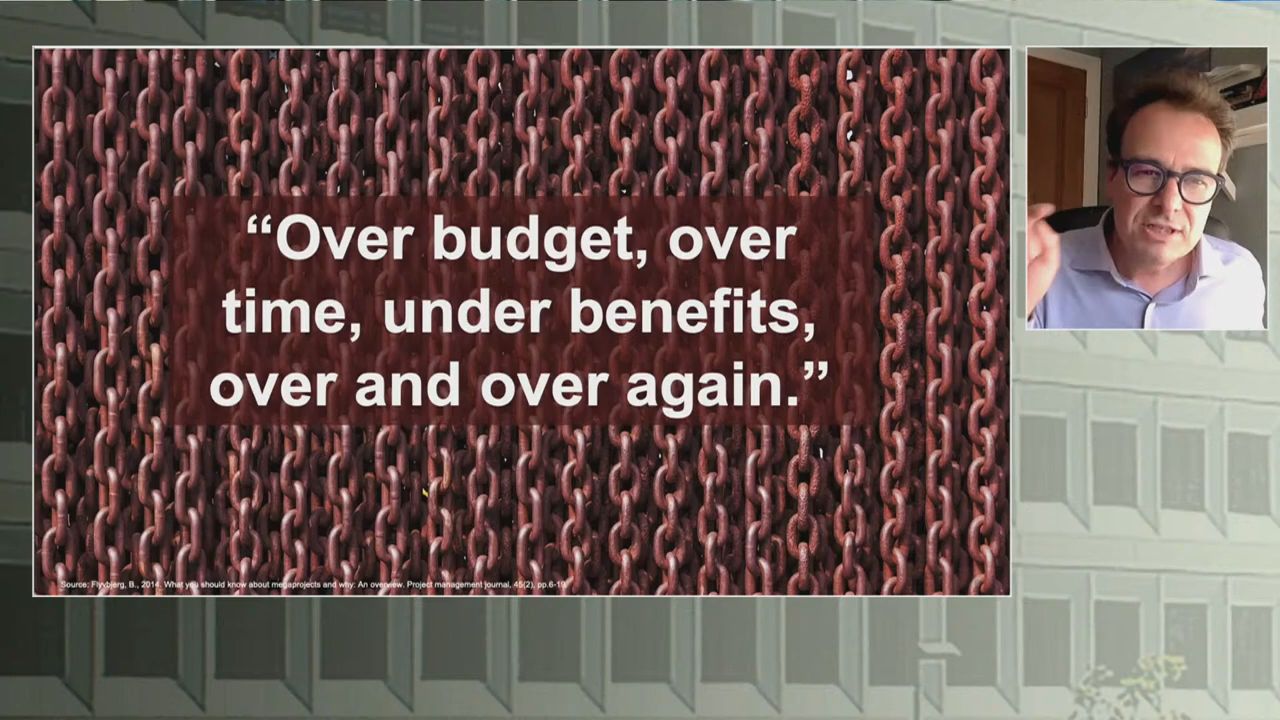 “Over budget, over
time, under benefits,
over and over again.”
Source: Flyvbjerg, B., 2014. What you should know about megaprojects and why: An overview. Project management journal, 45(2), pp.6-19.